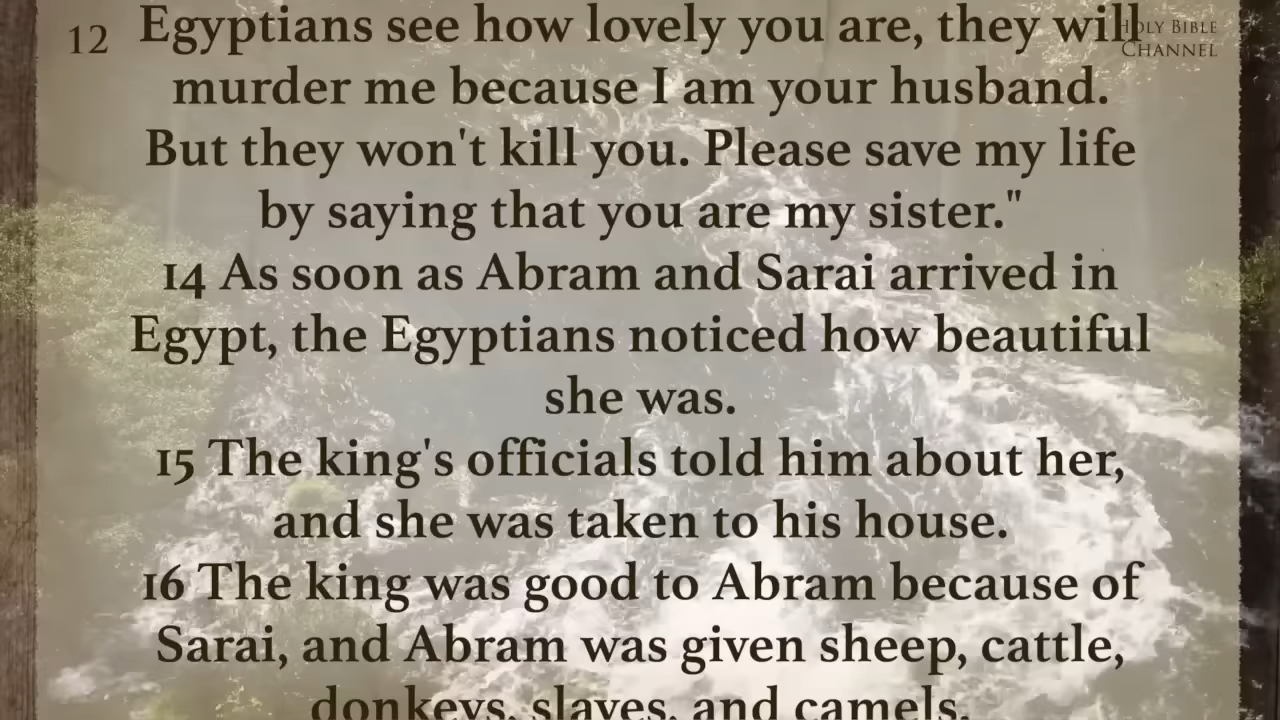 12
Egyptians see how lovely you are, they will
HOLY BIBLE
CHANNEL
murder me because I am your husband.
But they won't kill you. Please save my life
by saying that you are my sister."
14 As soon as Abram and Sarai arrived in
Egypt, the Egyptians noticed how beautiful
she was.
15 The king's officials told him about her,
and she was taken to his house.
16 The king was good to Abram because of
Sarai, and Abram was given sheep, cattle,
donkeys, slaves, and camels.